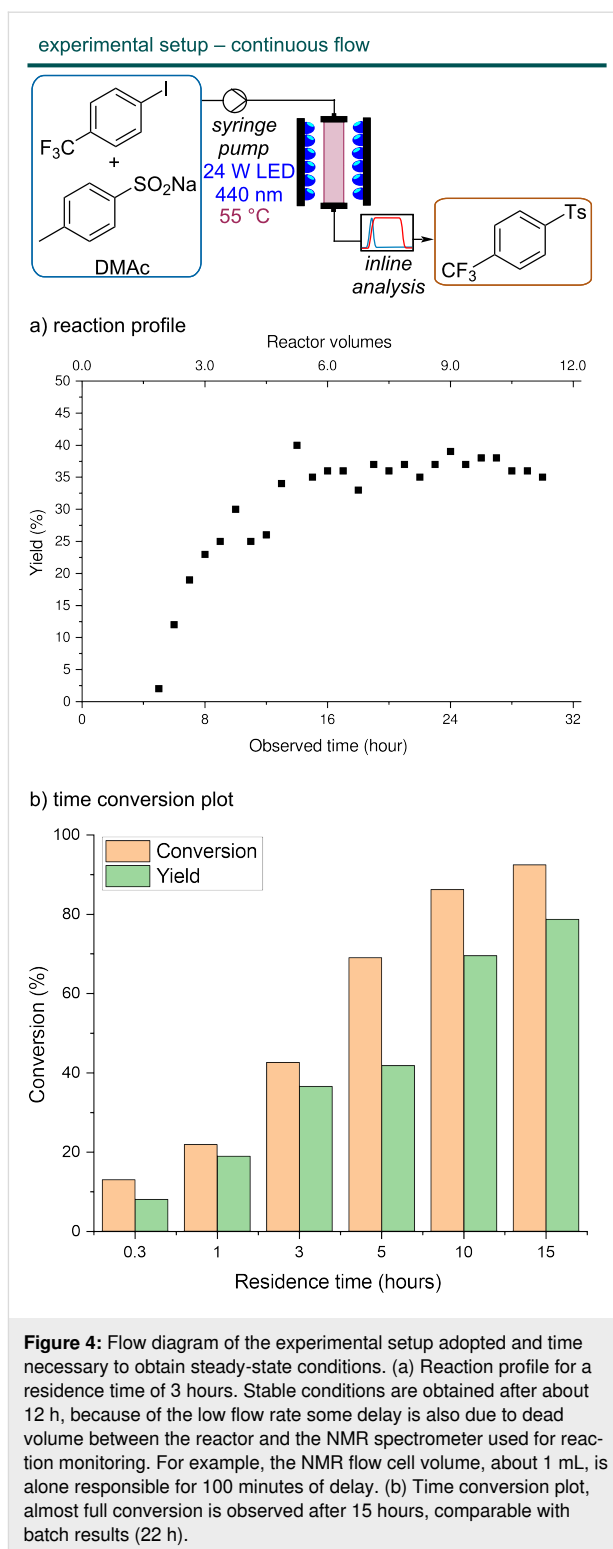 experimental setup – continuous flow
I
F3C
+
SO2Na
DMAc
syringe
pump
24 W LED
440 nm
55 °C
inline
analysis
Ts
CF3
a) reaction profile
Reactor volumes
0.0 3.0 6.0 9.0 12.0
50
45
40
35
30
25
20
15
10
5
0
Yield (%)
0 8 16 24 32
Observed time (hour)
b) time conversion plot
100
80
60
40
20
0
Conversion
Yield
Conversion (%)
0.3 1 3 5 10 15
Residence time (hours)
Figure 4: Flow diagram of the experimental setup adopted and time
necessary to obtain steady-state conditions. (a) Reaction profile for a
residence time of 3 hours. Stable conditions are obtained after about
12 h, because of the low flow rate some delay is also due to dead
volume between the reactor and the NMR spectrometer used for reac-
tion monitoring. For example, the NMR flow cell volume, about 1 mL, is
alone responsible for 100 minutes of delay. (b) Time conversion plot,
almost full conversion is observed after 15 hours, comparable with
batch results (22 h).